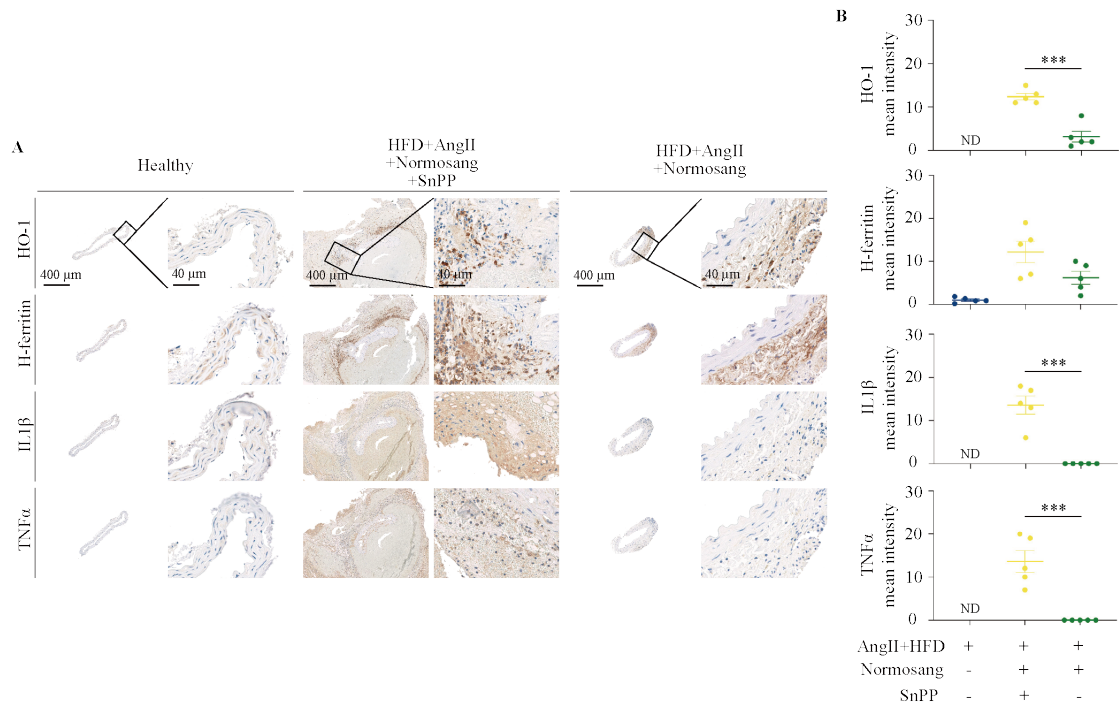 A
Healthy
HFD+AngII
+Normosang
+SnPP
HFD+AngII
+Normosang
HO-1
400 µm
40 µm
400 µm
40 µm
400 µm
40 µm
H-ferritin
IL1β
TNFα
B
HO-1
mean intensity
30
20
10
0
ND
***
H-ferritin
mean intensity
30
20
10
0
IL1β
mean intensity
30
20
10
0
ND
***
TNFα
mean intensity
30
20
10
0
ND
***
AngII+HFD + + +
Normosang - + +
SnPP - + -